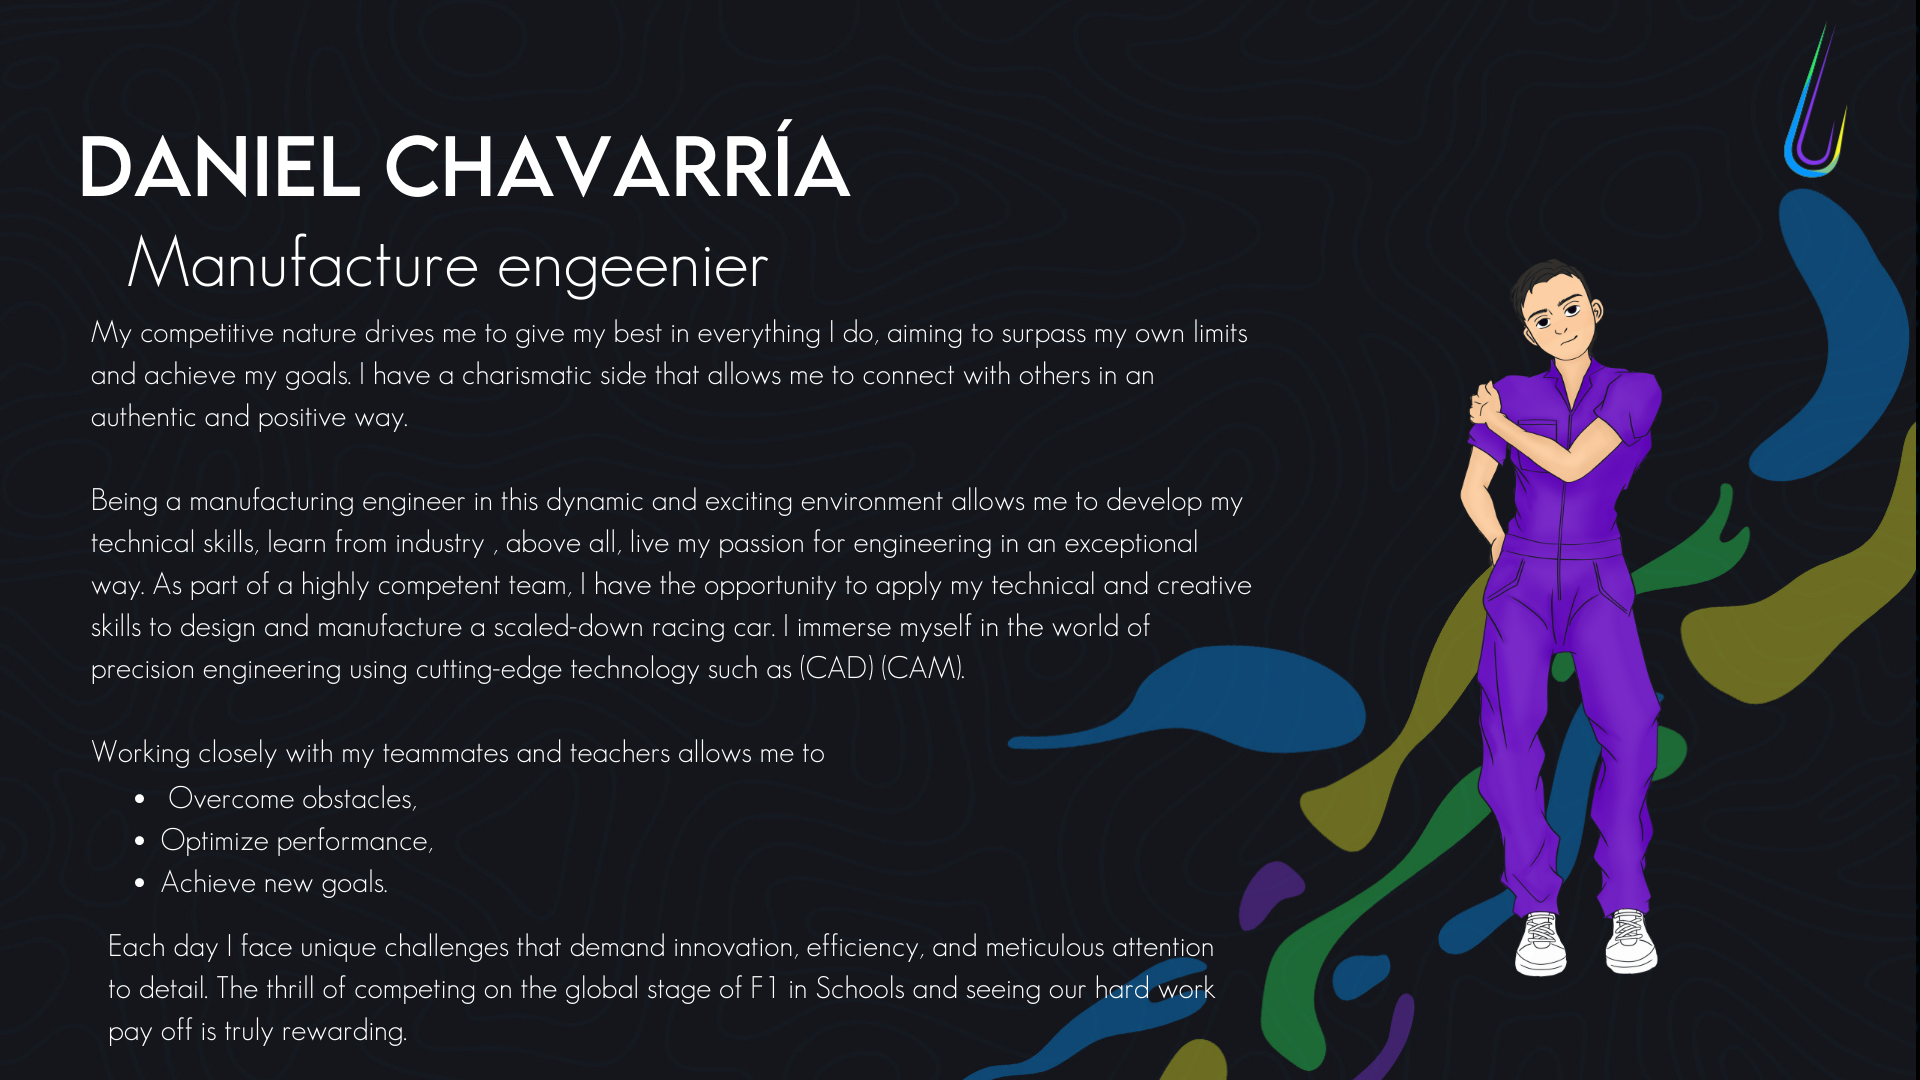 DANIEL CHAVARRÍA
Manufacture engeenier
My competitive nature drives me to give my best in everything I do, aiming to surpass my own limits
and achieve my goals. I have a charismatic side that allows me to connect with others in an
authentic and positive way.
Being a manufacturing engineer in this dynamic and exciting environment allows me to develop my
technical skills, learn from industry , above all, live my passion for engineering in an exceptional
way. As part of a highly competent team, I have the opportunity to apply my technical and creative
skills to design and manufacture a scaled-down racing car. I immerse myself in the world of
precision engineering using cutting-edge technology such as (CAD) (CAM).
Working closely with my teammates and teachers allows me to
• Overcome obstacles,
• Optimize performance,
• Achieve new goals.
Each day I face unique challenges that demand innovation, efficiency, and meticulous attention
to detail. The thrill of competing on the global stage of F1 in Schools and seeing our hard work
pay off is truly rewarding.